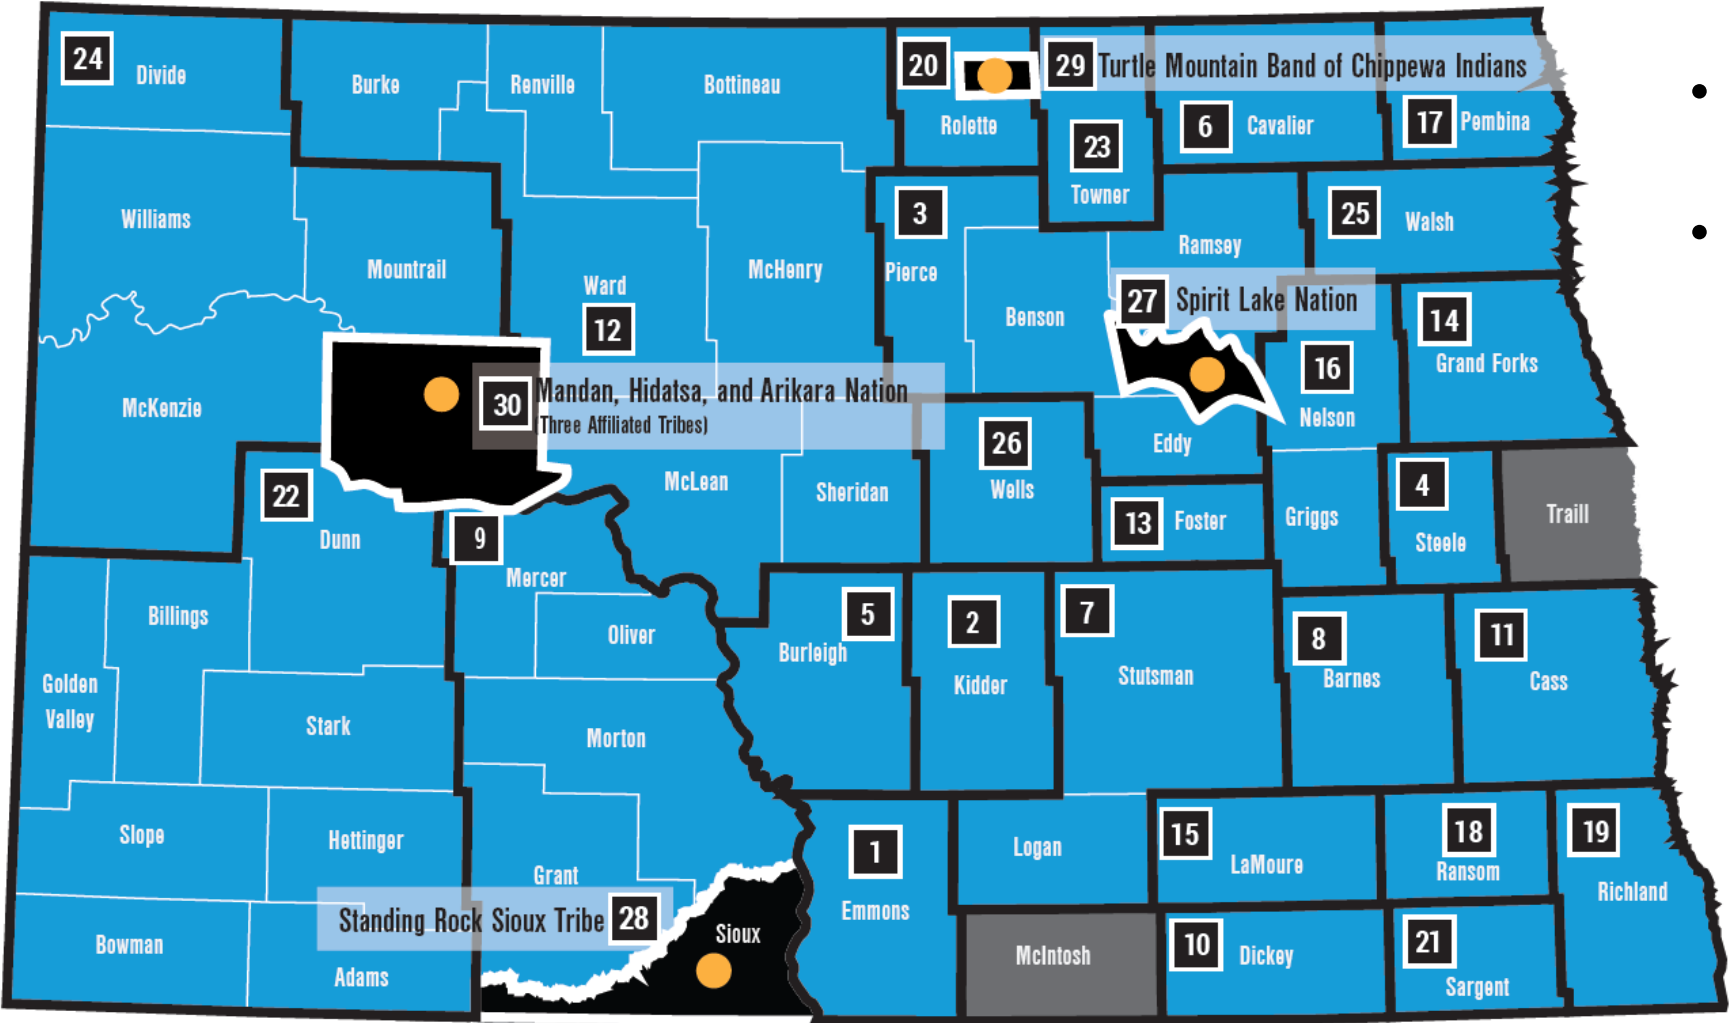 24
Divide
Burke
Renville
Bottineau
20
Rolette
29
Turtle Mountain Band of Chippewa Indians
23
Towner
6
Cavalier
17
Pembina
Williams
Mountrail
Ward
12
McHenry
3
Pierce
Benson
Ramsey
25
Walsh
27
Spirit Lake Nation
16
Nelson
14
Grand Forks
McKenzie
30
Mandan, Hidatsa, and Arikara Nation
(Three Affiliated Tribes)
McLean
Sheridan
26
Wells
Eddy
13
Foster
Griggs
4
Steele
Traill
22
Dunn
9
Mercer
Oliver
Billings
Golden
Valley
Stark
Morton
5
Burleigh
2
Kidder
7
Stutsman
8
Barnes
11
Cass
Slope
Hettinger
Grant
Standing Rock Sioux Tribe
28
Sioux
Bowman
Adams
1
Emmons
Logan
McIntosh
15
LaMoure
18
Ransom
19
Richland
10
Dickey
21
Sargent